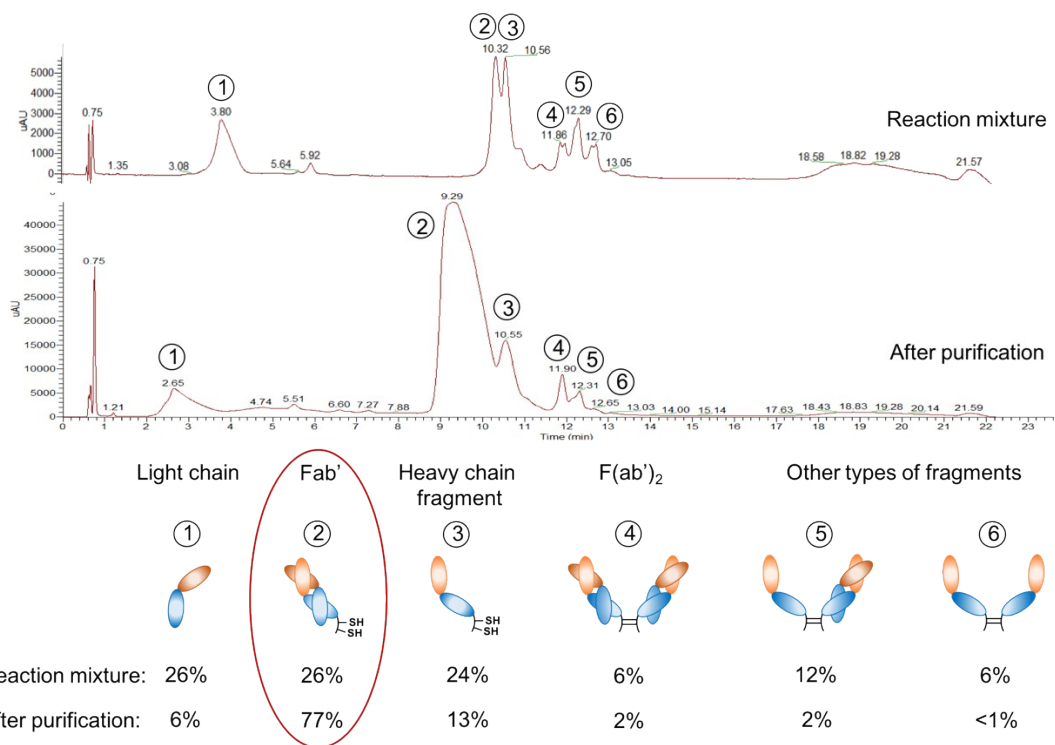 ② ③
10.32 10.56
① ⑤
3.80 12.29
④ ⑥
11.86 12.70
0.75
1.35 3.08 5.64 5.92 13.05 18.58 18.82 19.28 21.57
Reaction mixture
uAU
5000
4000
3000
2000
1000
0
9.29
②
40000
35000
30000
25000
20000
15000
10000
5000
0
uAU
0.75
③
10.55
① ④ ⑤ ⑥
2.65 11.90 12.31
After purification
1.21 4.74 5.51 6.60 7.27 7.88 12.65 13.03 14.00 15.14 17.63 18.43 18.83 19.28 20.14 21.59
0 1 2 3 4 5 6 7 8 9 10 11 12 13 14 15 16 17 18 19 20 21 22 23
Time (min)
Light chain Fab’ Heavy chain F(ab’)2 Other types of fragments
fragment
① ② ③ ④ ⑤ ⑥
SH SH
SH SH
eaction mixture: 26% 26% 24% 6% 12% 6%
fter purification: 6% 77% 13% 2% 2% <1%